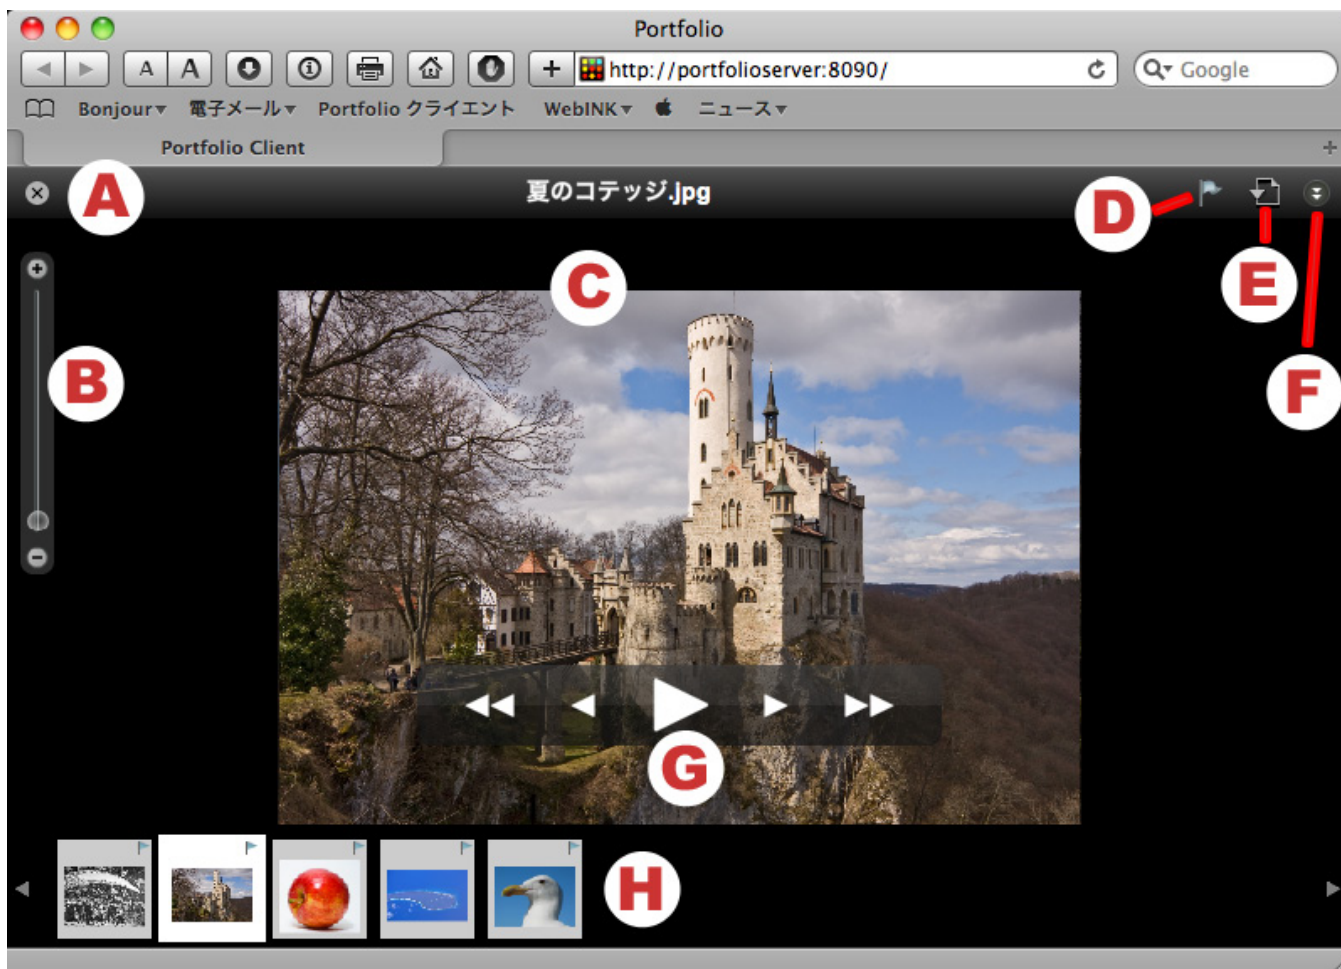 Portfolio
A A http://portfolioserver:8090/ Google
Bonjour 電子メール Portfolio クライエント WebINK ニュース
Portfolio Client
A 夏のコテッジ.jpg D
C E
B F
G
H